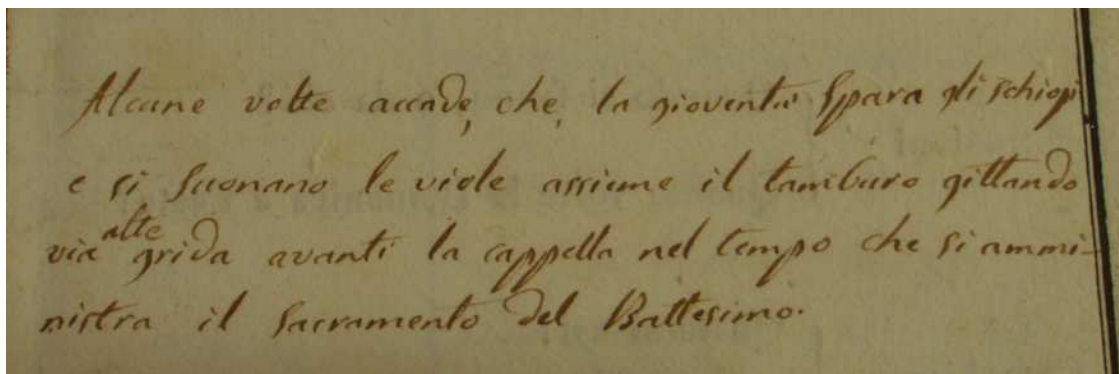 Alcune volte accade, che, la gioventù spara gli schiopi
e si suonano le viole assieme il tamburo gittando
via alte grida avanti la cappella nel tempo che si ammi-
nistra il Sacramento del Battesimo.